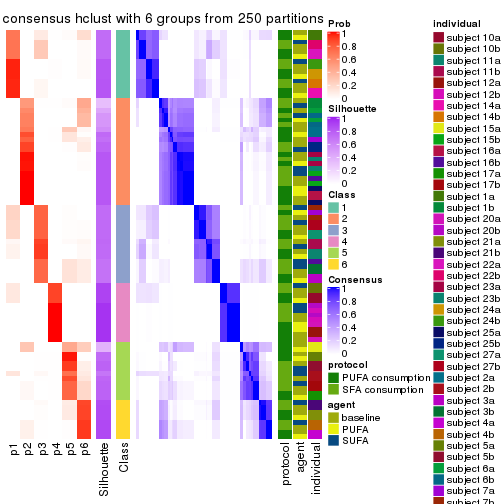 consensus hclust with 6 groups from 250 partitions
p1
p2
p3
p4
p5
p6
Silhouette
Class
protocol
agent
individual
Prob
1
0.8
0.6
0.4
0.2
0
Silhouette
1
0.8
0.6
0.4
0.2
0
Class
1
2
3
4
5
6
Consensus
1
0.8
0.6
0.4
0.2
0
protocol
PUFA consumption
SFA consumption
agent
baseline
PUFA
SUFA
individual
subject 10a
subject 10b
subject 11a
subject 11b
subject 12a
subject 12b
subject 14a
subject 14b
subject 15a
subject 15b
subject 16a
subject 16b
subject 17a
subject 17b
subject 1a
subject 1b
subject 20a
subject 20b
subject 21a
subject 21b
subject 22a
subject 22b
subject 23a
subject 23b
subject 24a
subject 24b
subject 25a
subject 25b
subject 27a
subject 27b
subject 2a
subject 2b
subject 3a
subject 3b
subject 4a
subject 4b
subject 5a
subject 5b
subject 6a
subject 6b
subject 7a
subject 7b